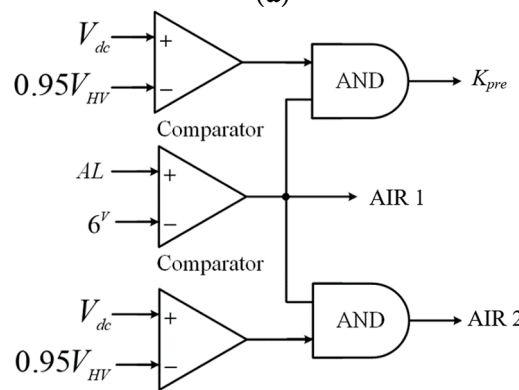 (a)
V_dc
+
0.95V_HV
−
AND
K_pre
Comparator
AL
+
6^V
−
AIR 1
Comparator
V_dc
+
0.95V_HV
−
AND
AIR 2